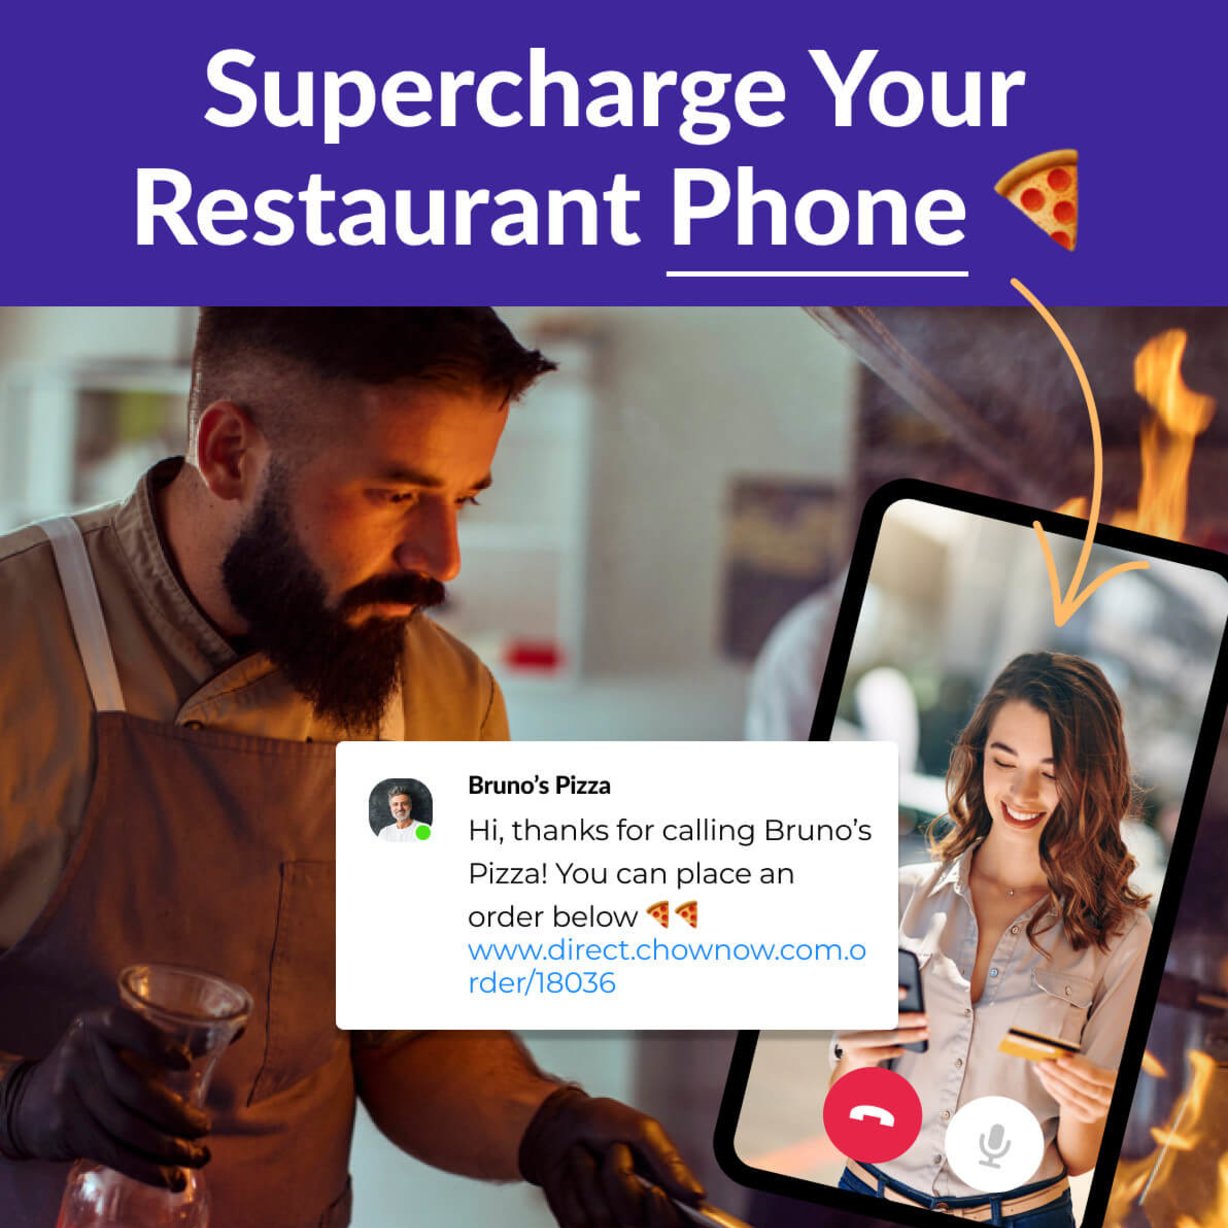 Supercharge Your
Restaurant Phone
Bruno’s Pizza
Hi, thanks for calling Bruno’s
Pizza! You can place an
order below 🍕🍕
www.direct.chownow.com.o
rder/18036